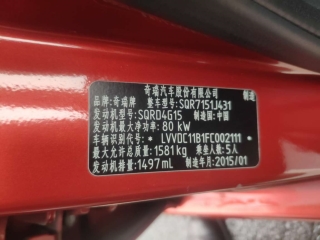 奇瑞汽车股份有限公司 制造
品牌:奇瑞牌 整车型号:SQR7151J431
发动机型号:SQRD4G15 制造国:中国
发动机最大净功率:80 kW
车辆识别代号:* LVVDC11B1FC002111 *
最大允许总质量:1581kg 乘坐人数:5人
发动机排量:1497mL 制造年月:2015/01